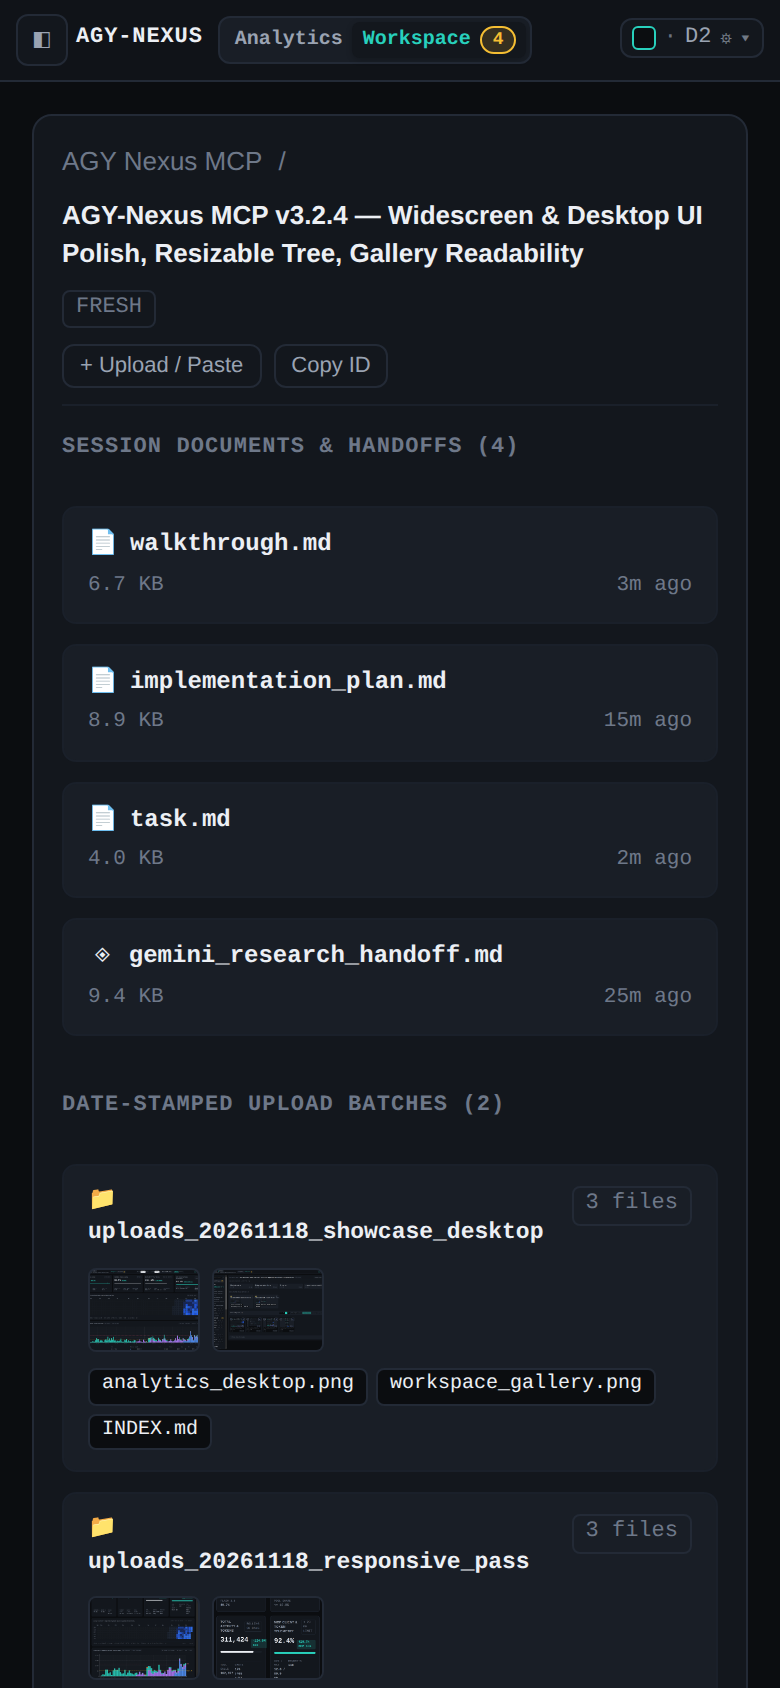 AGY-NEXUS Analytics Workspace 4 · D2
AGY Nexus MCP /
AGY-Nexus MCP v3.2.4 — Widescreen & Desktop UI
Polish, Resizable Tree, Gallery Readability
FRESH
+ Upload / Paste Copy ID
SESSION DOCUMENTS & HANDOFFS (4)
walkthrough.md
6.7 KB 3m ago
implementation_plan.md
8.9 KB 15m ago
task.md
4.0 KB 2m ago
gemini_research_handoff.md
9.4 KB 25m ago
DATE-STAMPED UPLOAD BATCHES (2)
3 files
uploads_20261118_showcase_desktop
analytics_desktop.png workspace_gallery.png
INDEX.md
3 files
uploads_20261118_responsive_pass
311,424
92.4%